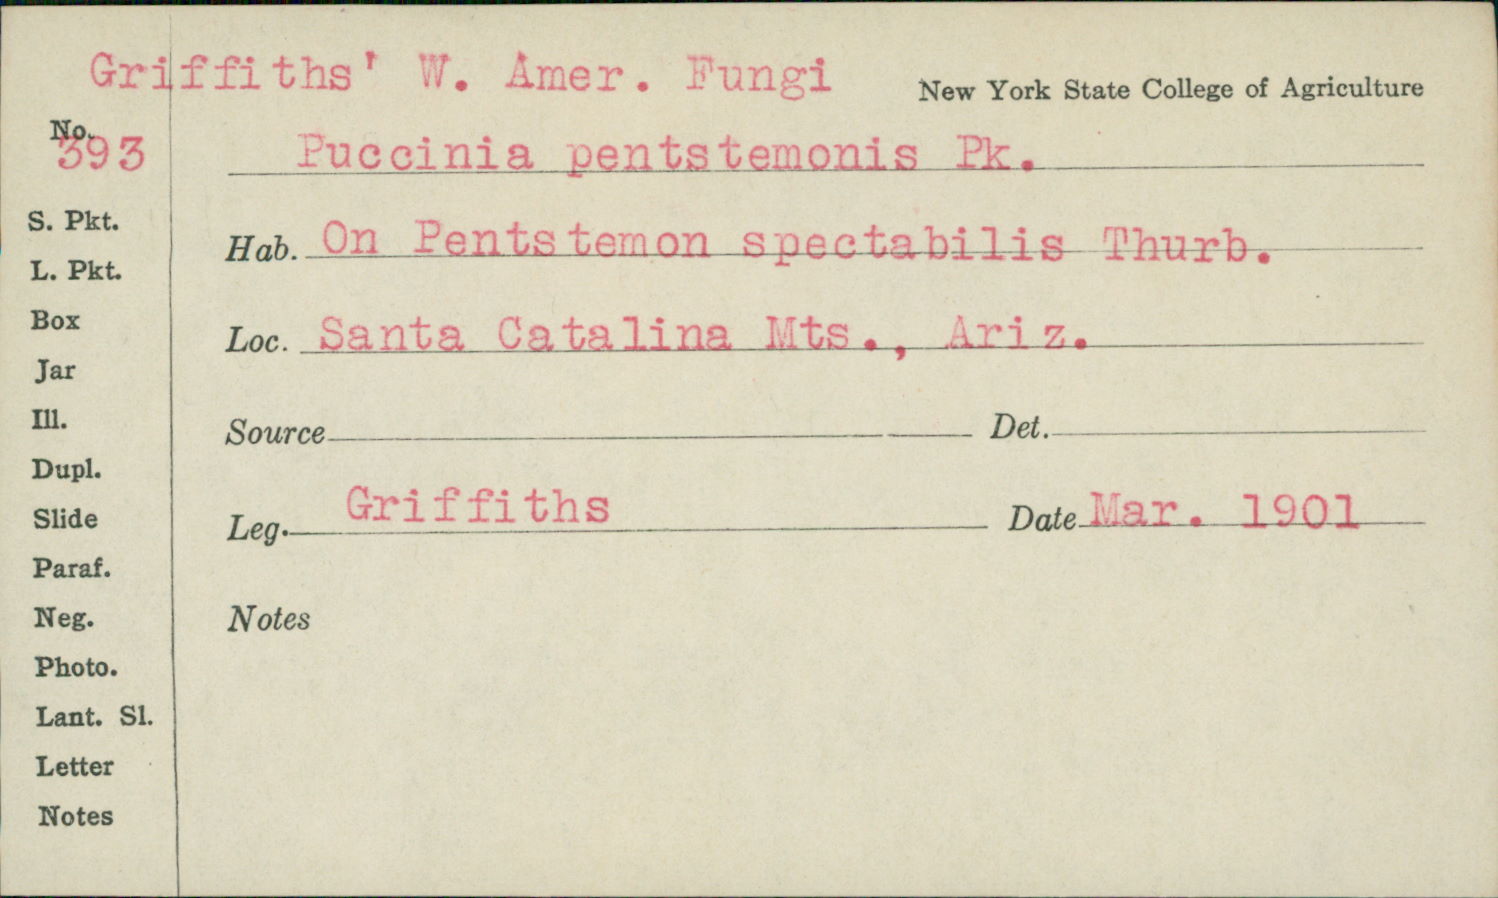 Griffiths' W. Amer. Fungi
New York State College of Agriculture
No.
393
Puccinia pentstemonis Pk.
S. Pkt.
Hab. On Pentstemon spectabilis Thurb.
L. Pkt.
Box
Loc. Santa Catalina Mts., Ariz.
Jar
Ill.
Source Det.
Dupl.
Slide
Leg. Griffiths Date Mar. 1901
Paraf.
Neg.
Notes
Photo.
Lant. Sl.
Letter
Notes